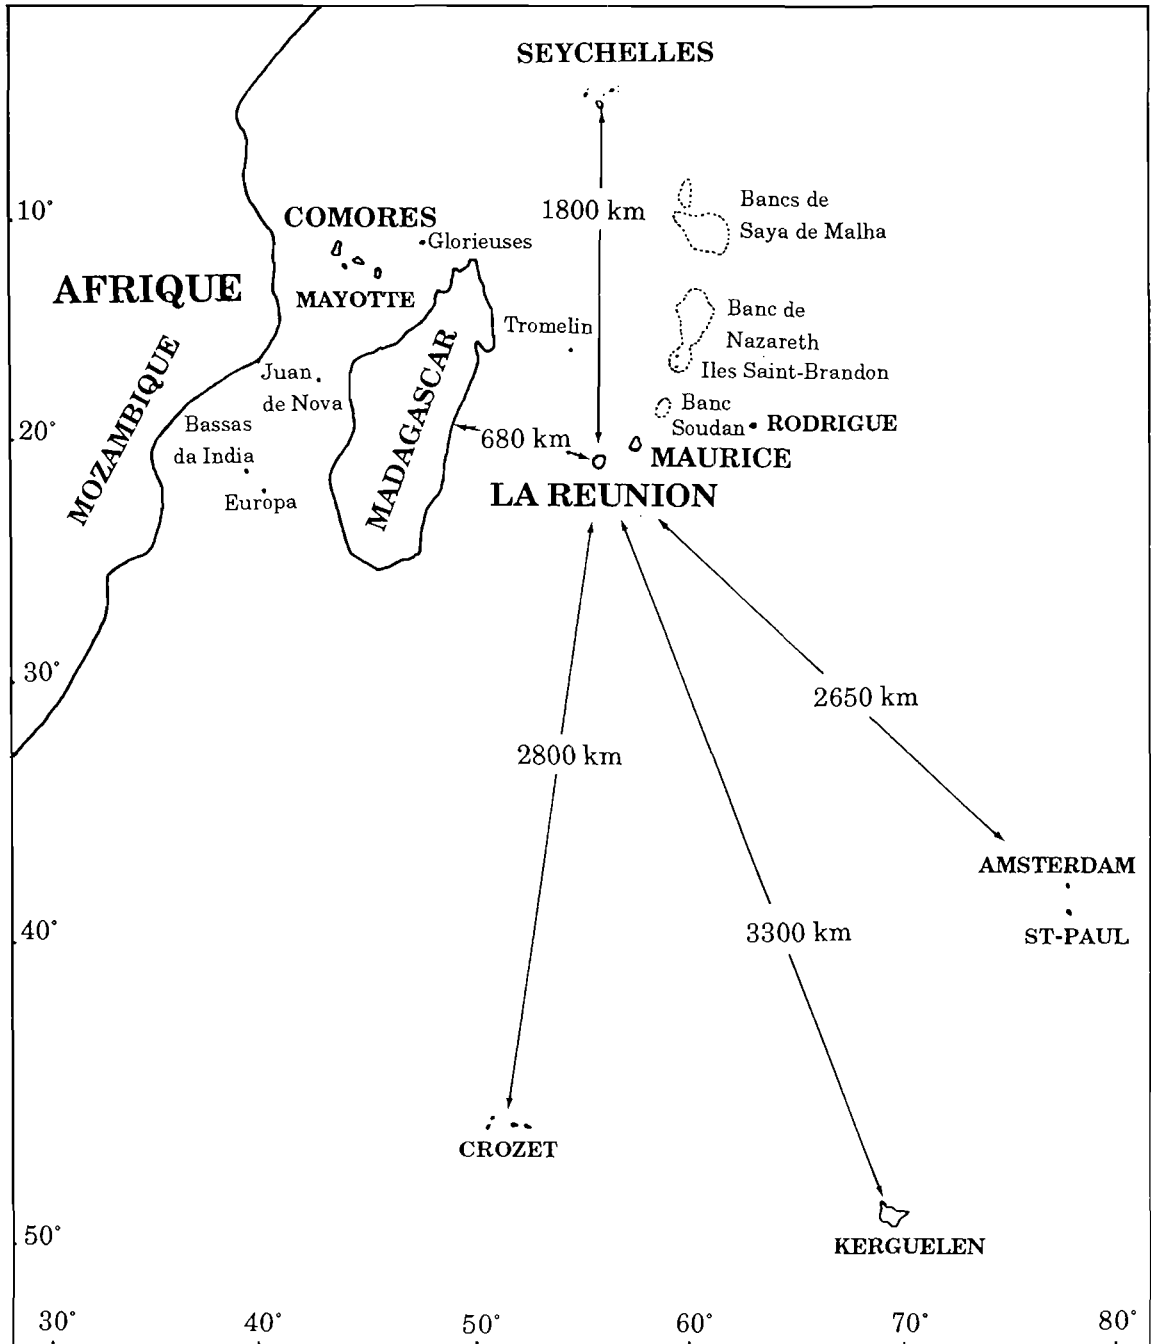 SEYCHELLES
1800 km
Bancs de
Saya de Malha
10°
COMORES
Glorieuses
AFRIQUE
MAYOTTE
Banc de
Nazareth
Tromelin
MADAGASCAR
MOZAMBIQUE
Juan
de Nova
Iles Saint-Brandon
Banc
Soudan
RODRIGUE
Bassas
da India
20°
680 km
MAURICE
Europa
LA REUNION
30°
2650 km
2800 km
AMSTERDAM
40°
3300 km
ST-PAUL
CROZET
50°
KERGUELEN
30°
40°
50°
60°
70°
80°